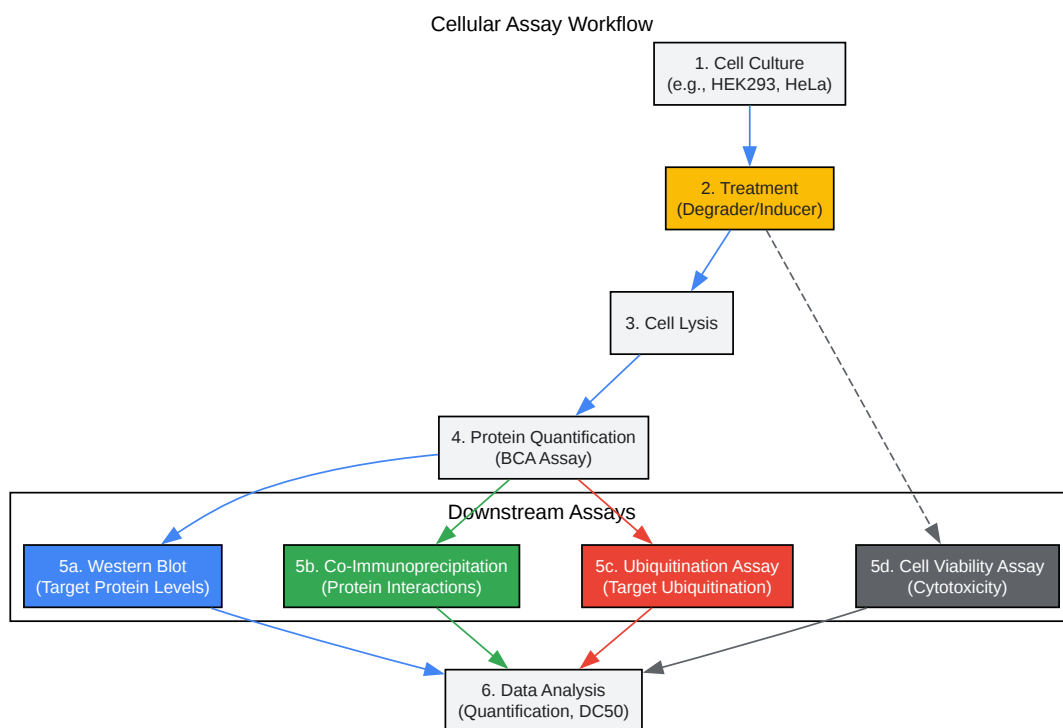 Cellular Assay Workflow
1. Cell Culture
(e.g., HEK293, HeLa)
2. Treatment
(Degrader/Inducer)
3. Cell Lysis
4. Protein Quantification
(BCA Assay)
Downstream Assays
5a. Western Blot
(Target Protein Levels)
5b. Co-Immunoprecipitation
(Protein Interactions)
5c. Ubiquitination Assay
(Target Ubiquitination)
5d. Cell Viability Assay
(Cytotoxicity)
6. Data Analysis
(Quantification, DC50)